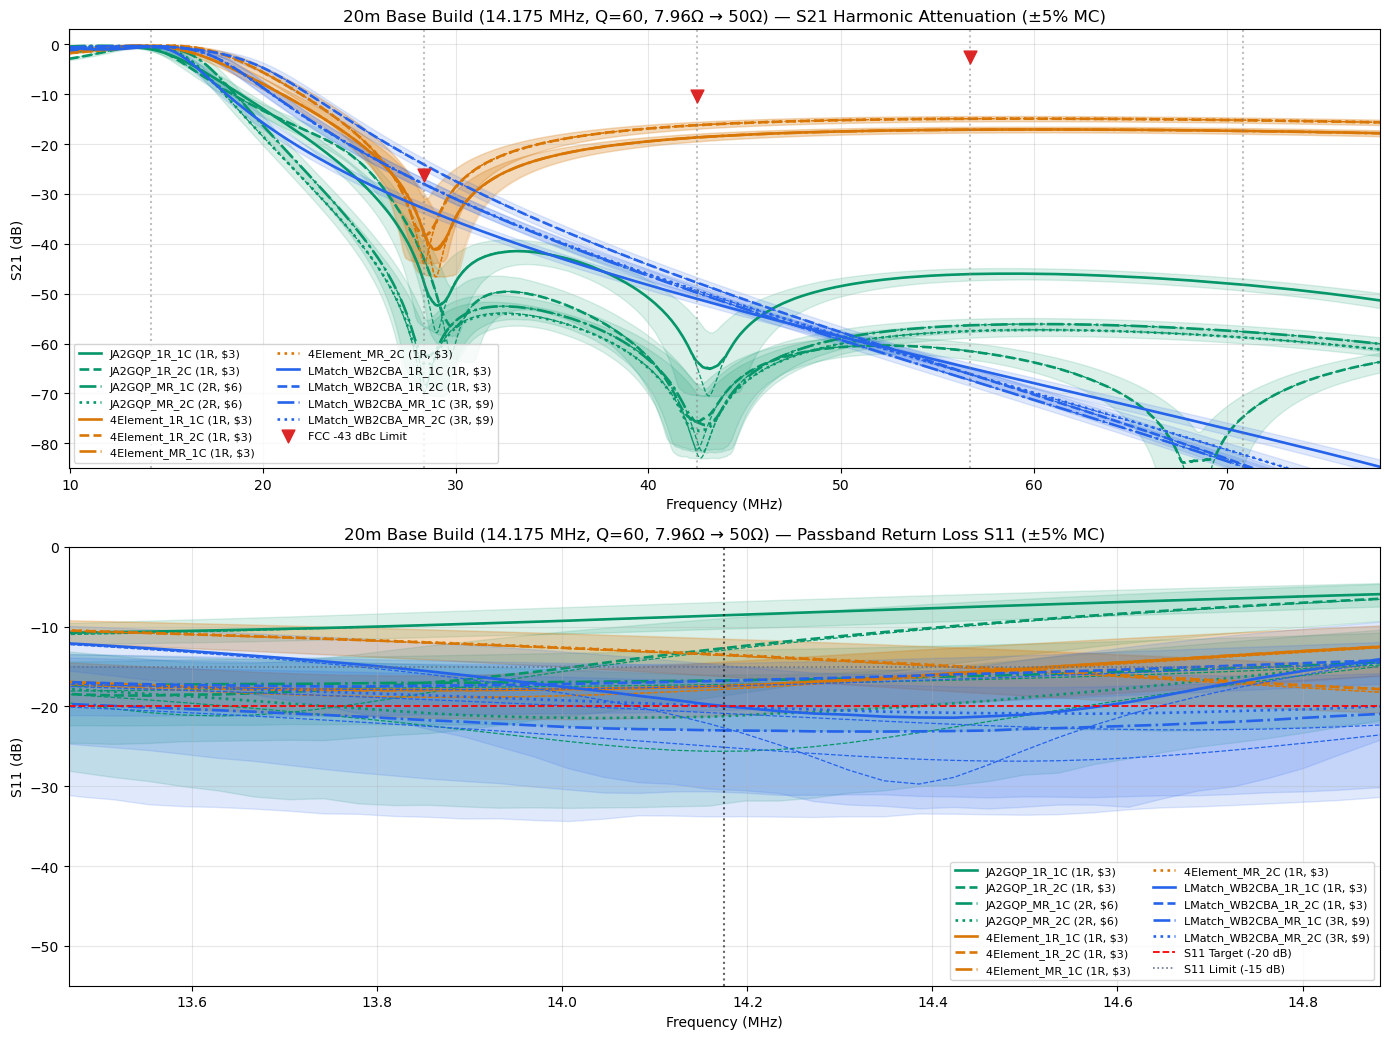 20m Base Build (14.175 MHz, Q=60, 7.96Ω → 50Ω) — S21 Harmonic Attenuation (±5% MC)
S21 (dB)
0
−10
−20
−30
−40
−50
−60
−70
−80
JA2GQP_1R_1C (1R, $3)
JA2GQP_1R_2C (1R, $3)
JA2GQP_MR_1C (2R, $6)
JA2GQP_MR_2C (2R, $6)
4Element_1R_1C (1R, $3)
4Element_1R_2C (1R, $3)
4Element_MR_1C (1R, $3)
4Element_MR_2C (1R, $3)
LMatch_WB2CBA_1R_1C (1R, $3)
LMatch_WB2CBA_1R_2C (1R, $3)
LMatch_WB2CBA_MR_1C (3R, $9)
LMatch_WB2CBA_MR_2C (3R, $9)
FCC -43 dBc Limit
10 20 30 40 50 60 70
Frequency (MHz)
20m Base Build (14.175 MHz, Q=60, 7.96Ω → 50Ω) — Passband Return Loss S11 (±5% MC)
S11 (dB)
0
−10
−20
−30
−40
−50
JA2GQP_1R_1C (1R, $3)
JA2GQP_1R_2C (1R, $3)
JA2GQP_MR_1C (2R, $6)
JA2GQP_MR_2C (2R, $6)
4Element_1R_1C (1R, $3)
4Element_1R_2C (1R, $3)
4Element_MR_1C (1R, $3)
4Element_MR_2C (1R, $3)
LMatch_WB2CBA_1R_1C (1R, $3)
LMatch_WB2CBA_1R_2C (1R, $3)
LMatch_WB2CBA_MR_1C (3R, $9)
LMatch_WB2CBA_MR_2C (3R, $9)
S11 Target (-20 dB)
S11 Limit (-15 dB)
13.6 13.8 14.0 14.2 14.4 14.6 14.8
Frequency (MHz)